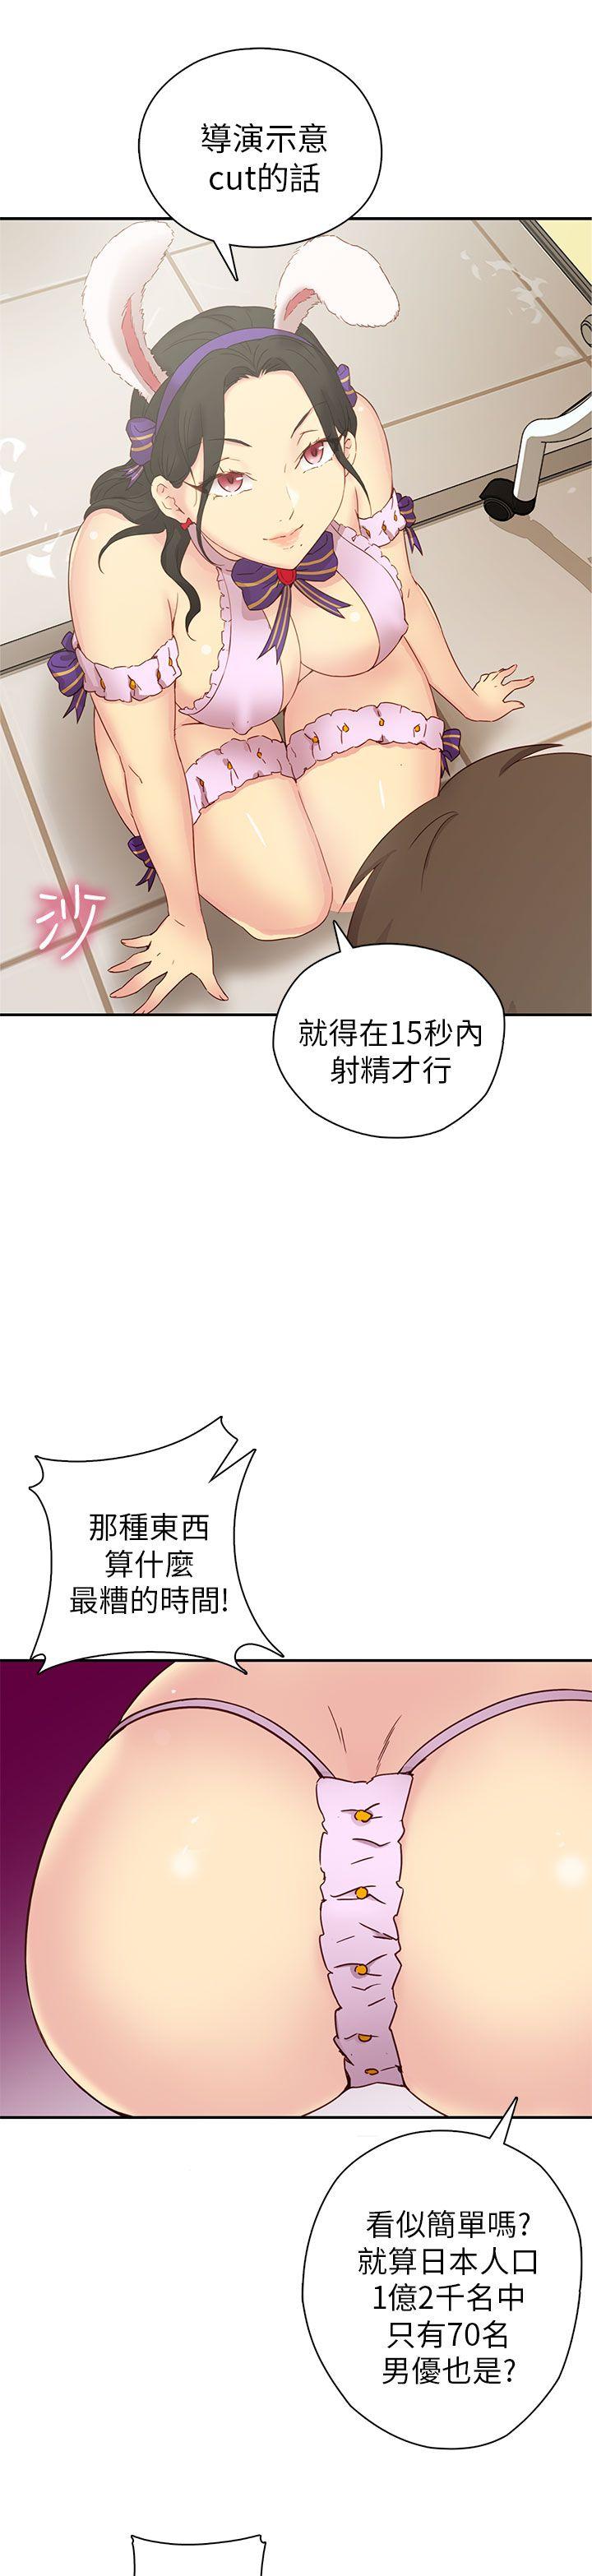 導演示意
cut的話
沙
就得在15秒內
射精才行
那種東西
算什麼
最糟的時間!
看似簡單嗎?
就算日本人口
1億2千名中
只有70名
男優也是?